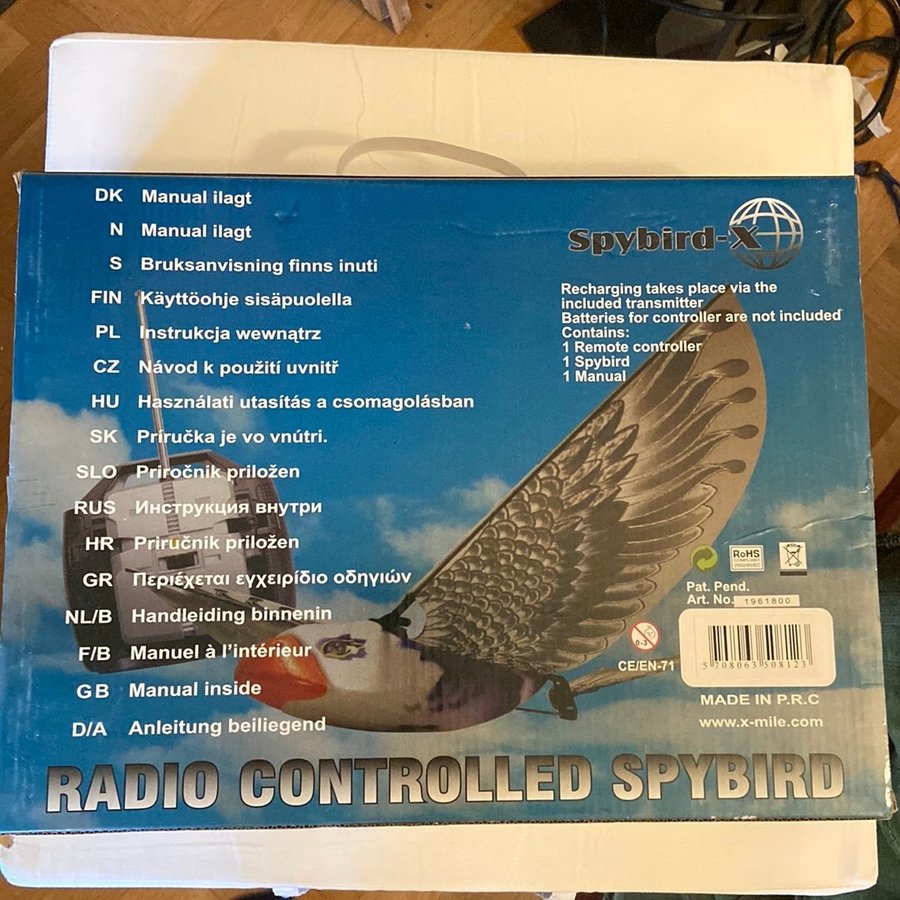 DK Manual ilagt
N Manual ilagt
S Bruksanvisning finns inuti
FIN Käyttöohje sisäpuolella
PL Instrukcja wewnątrz
CZ Návod k použití uvnitř
HU Használati utasítás a csomagolásban
SK Príručka je vo vnútri.
SLO Priročnik priložen
RUS Инструкция внутри
HR Priručnik priložen
GR Περιέχεται εγχειρίδιο οδηγιών
NL/B Handleiding binnenin
F/B Manuel à l'intérieur
GB Manual inside
D/A Anleitung beiliegend
Spybird-X
Recharging takes place via the
included transmitter
Batteries for controller are not included
Contains:
1 Remote controller
1 Spybird
1 Manual
RoHS
COMPLIANT
2002/95/EC
Pat. Pend.
Art. No. 1961800
0-3
CE/EN-71
5 708063 508123
MADE IN P.R.C
www.x-mile.com
RADIO CONTROLLED SPYBIRD